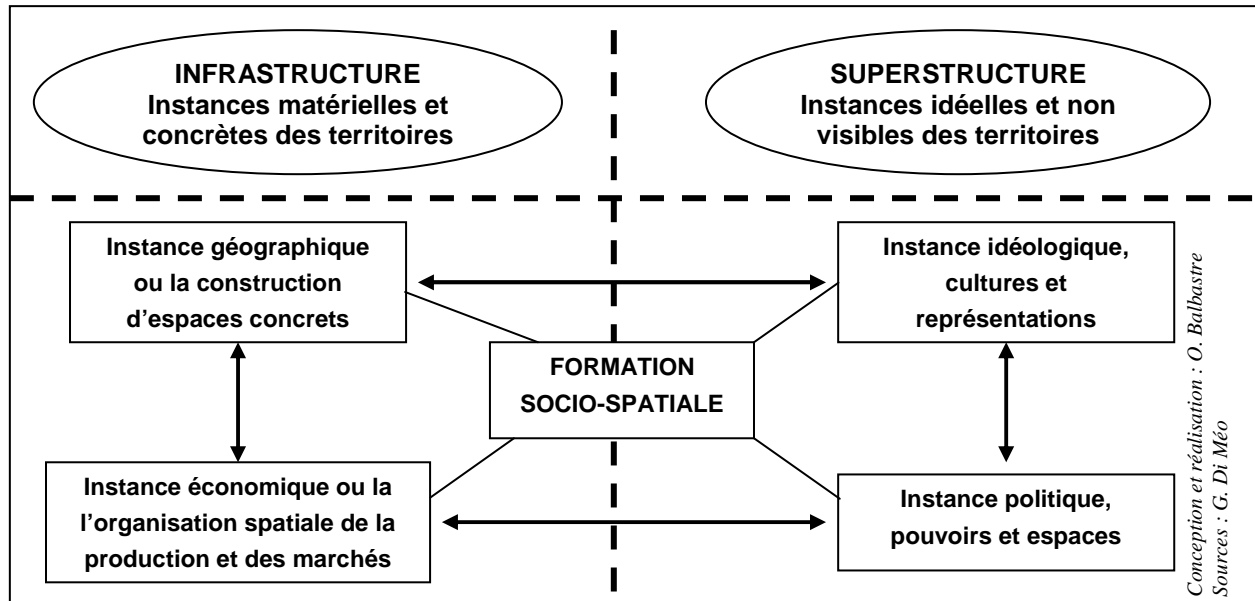 INFRASTRUCTURE
Instances matérielles et
concrètes des territoires
SUPERSTRUCTURE
Instances idéelles et non
visibles des territoires
Instance géographique
ou la construction
d'espaces concrets
Instance idéologique,
cultures et
représentations
FORMATION
SOCIO-SPATIALE
Instance économique ou la
l'organisation spatiale de la
production et des marchés
Instance politique,
pouvoirs et espaces
Conception et réalisation : O. Balbastre
Sources : G. Di Méo